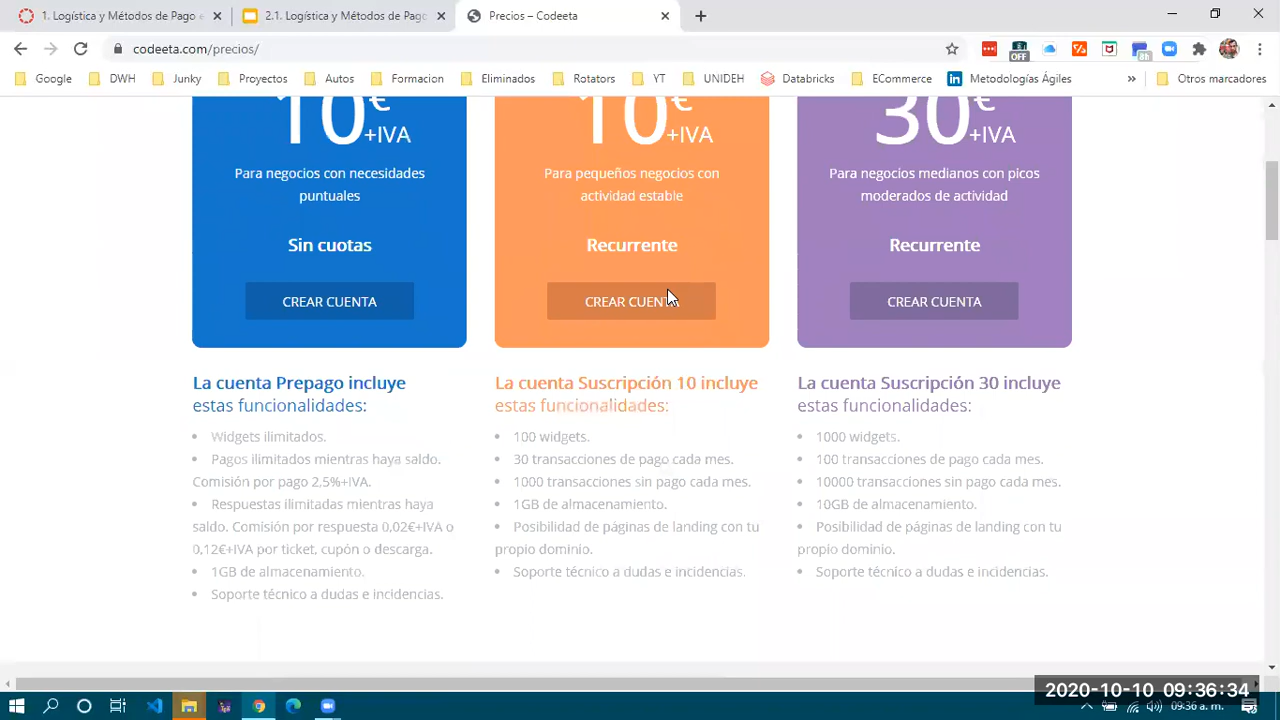 1. Logística y Métodos de Pago e
2.1. Logística y Métodos de Pago
Precios – Codeeta
codeeta.com/precios/
OFF
8h
Google
DWH
Junky
Proyectos
Autos
Formacion
Eliminados
Rotators
YT
UNIDEH
Databricks
ECommerce
Metodologías Ágiles
»
Otros marcadores
10€
+IVA
Para negocios con necesidades
puntuales
Sin cuotas
CREAR CUENTA
10€
+IVA
Para pequeños negocios con
actividad estable
Recurrente
CREAR CUENTA
30€
+IVA
Para negocios medianos con picos
moderados de actividad
Recurrente
CREAR CUENTA
La cuenta Prepago incluye
estas funcionalidades:
• Widgets ilimitados.
• Pagos ilimitados mientras haya saldo.
Comisión por pago 2,5%+IVA.
• Respuestas ilimitadas mientras haya
saldo. Comisión por respuesta 0,02€+IVA o
0,12€+IVA por ticket, cupón o descarga.
• 1GB de almacenamiento.
• Soporte técnico a dudas e incidencias.
La cuenta Suscripción 10 incluye
estas funcionalidades:
• 100 widgets.
• 30 transacciones de pago cada mes.
• 1000 transacciones sin pago cada mes.
• 1GB de almacenamiento.
• Posibilidad de páginas de landing con tu
propio dominio.
• Soporte técnico a dudas e incidencias.
La cuenta Suscripción 30 incluye
estas funcionalidades:
• 1000 widgets.
• 100 transacciones de pago cada mes.
• 10000 transacciones sin pago cada mes.
• 10GB de almacenamiento.
• Posibilidad de páginas de landing con tu
propio dominio.
• Soporte técnico a dudas e incidencias.
2020-10-10 09:36:34
09:36 a. m.